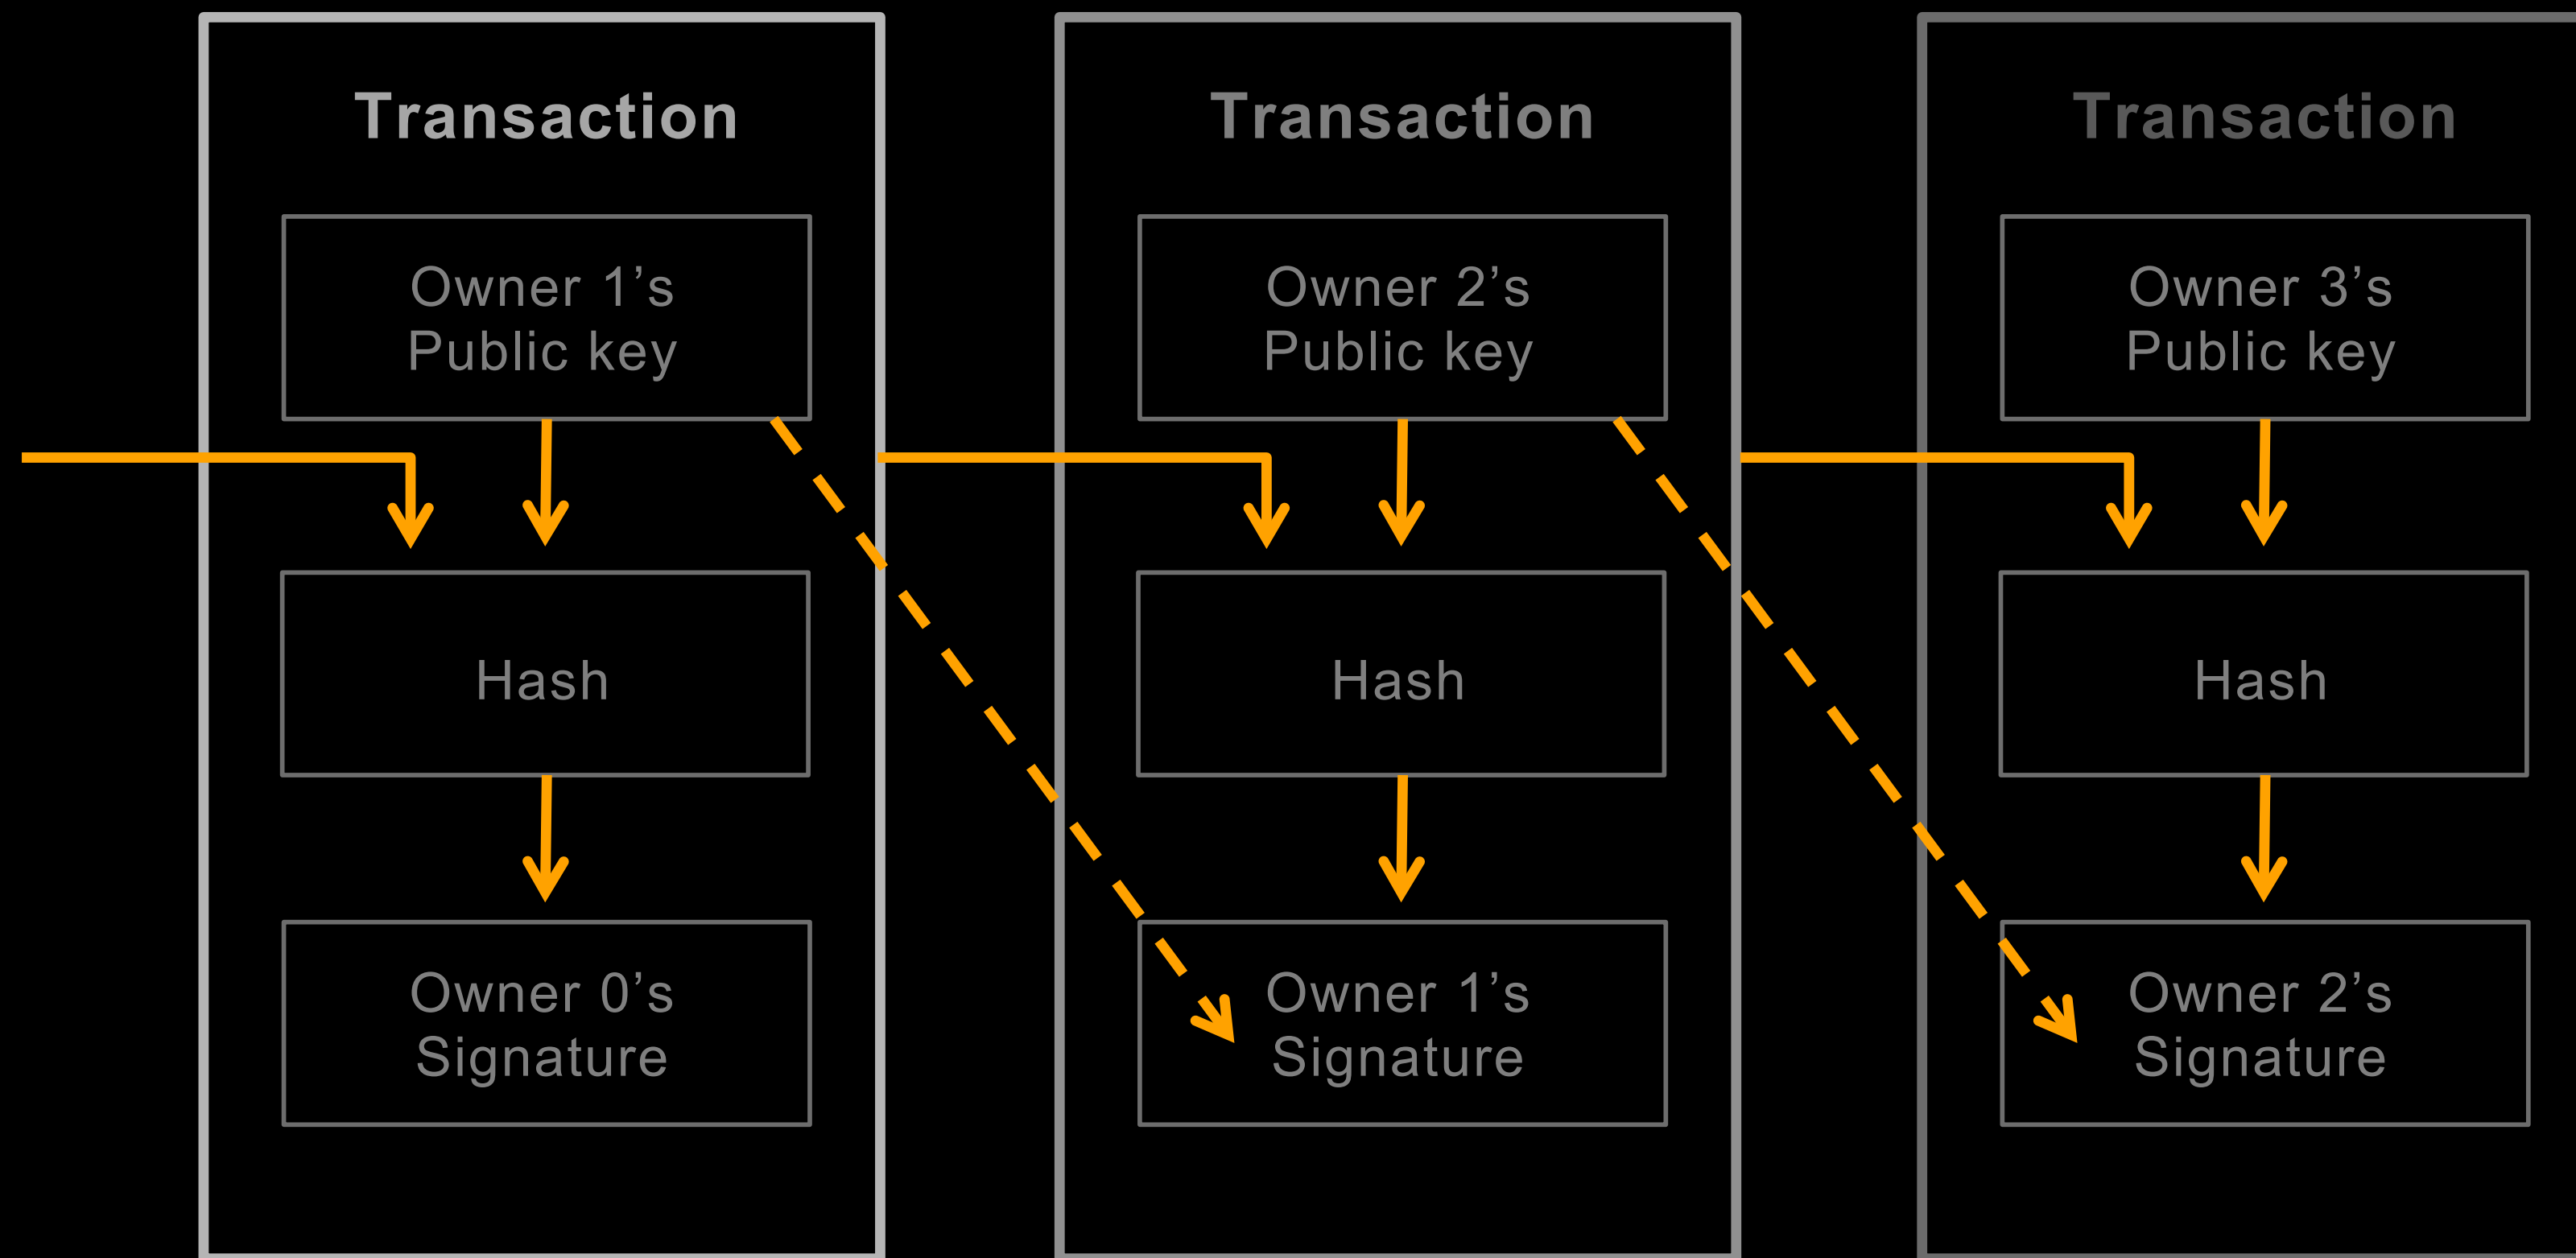 Transaction
Owner 1’s
Public key
Hash
Owner 0’s
Signature
Transaction
Owner 2’s
Public key
Hash
Owner 1’s
Signature
Transaction
Owner 3’s
Public key
Hash
Owner 2’s
Signature